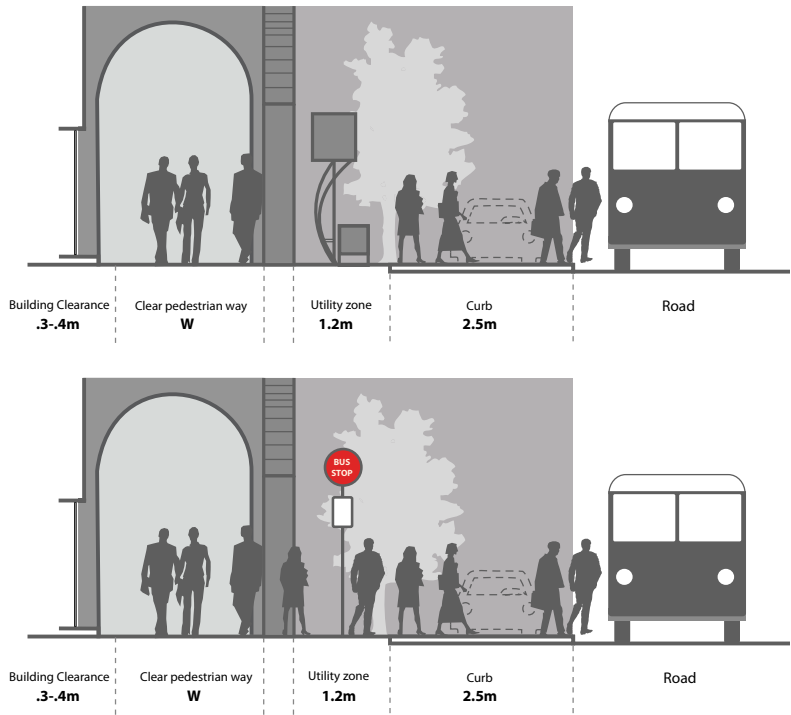 Building Clearance
.3-.4m
Clear pedestrian way
W
Utility zone
1.2m
Curb
2.5m
Road
BUS
STOP
Building Clearance
.3-.4m
Clear pedestrian way
W
Utility zone
1.2m
Curb
2.5m
Road